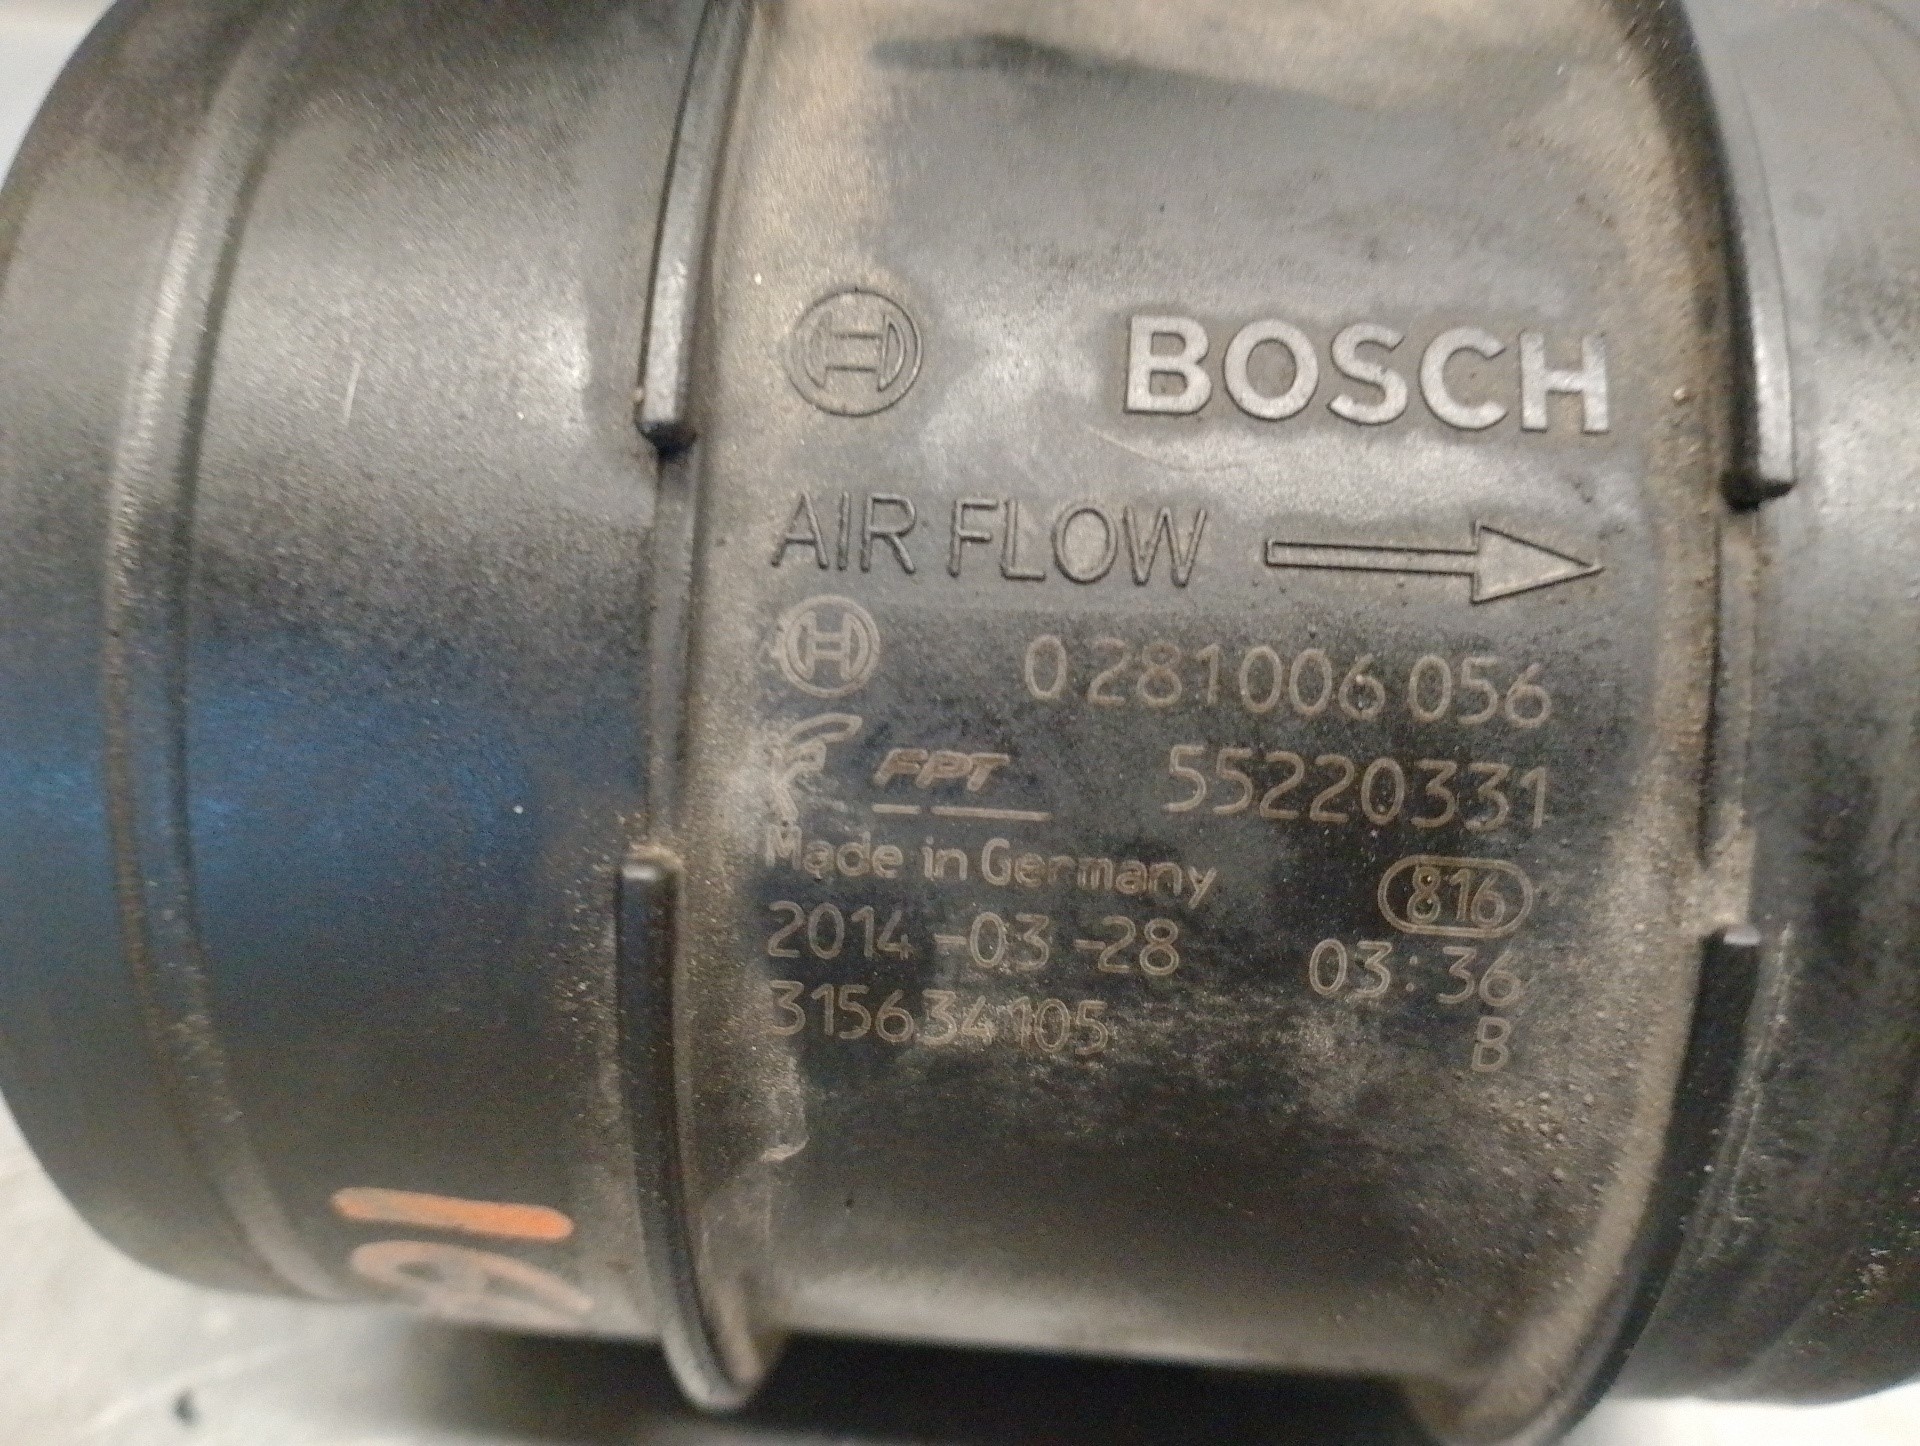 BOSCH
AIR FLOW
0 281 006 056
FPT 55220331
Made in Germany 816
2014-03-28 03:36
315634105 B